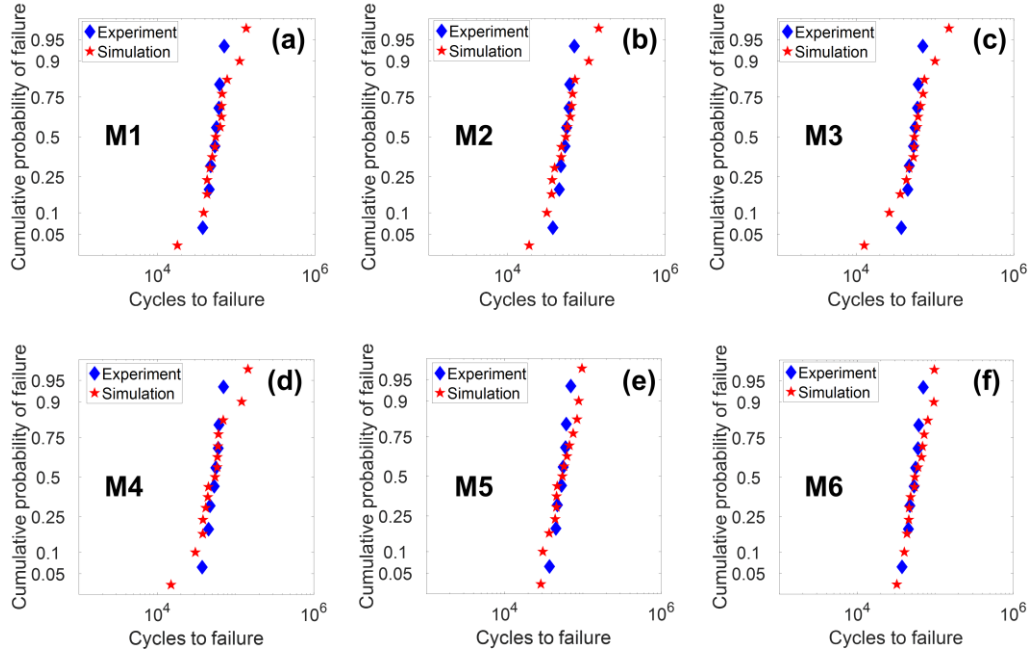 Cumulative probability of failure
Experiment
Simulation
(a)
M1
0.95
0.9
0.75
0.5
0.25
0.1
0.05
10^4
10^6
Cycles to failure
Cumulative probability of failure
Experiment
Simulation
(b)
M2
0.95
0.9
0.75
0.5
0.25
0.1
0.05
10^4
10^6
Cycles to failure
Cumulative probability of failure
Experiment
Simulation
(c)
M3
0.95
0.9
0.75
0.5
0.25
0.1
0.05
10^4
10^6
Cycles to failure
Cumulative probability of failure
Experiment
Simulation
(d)
M4
0.95
0.9
0.75
0.5
0.25
0.1
0.05
10^4
10^6
Cycles to failure
Cumulative probability of failure
Experiment
Simulation
(e)
M5
0.95
0.9
0.75
0.5
0.25
0.1
0.05
10^4
10^6
Cycles to failure
Cumulative probability of failure
Experiment
Simulation
(f)
M6
0.95
0.9
0.75
0.5
0.25
0.1
0.05
10^4
10^6
Cycles to failure